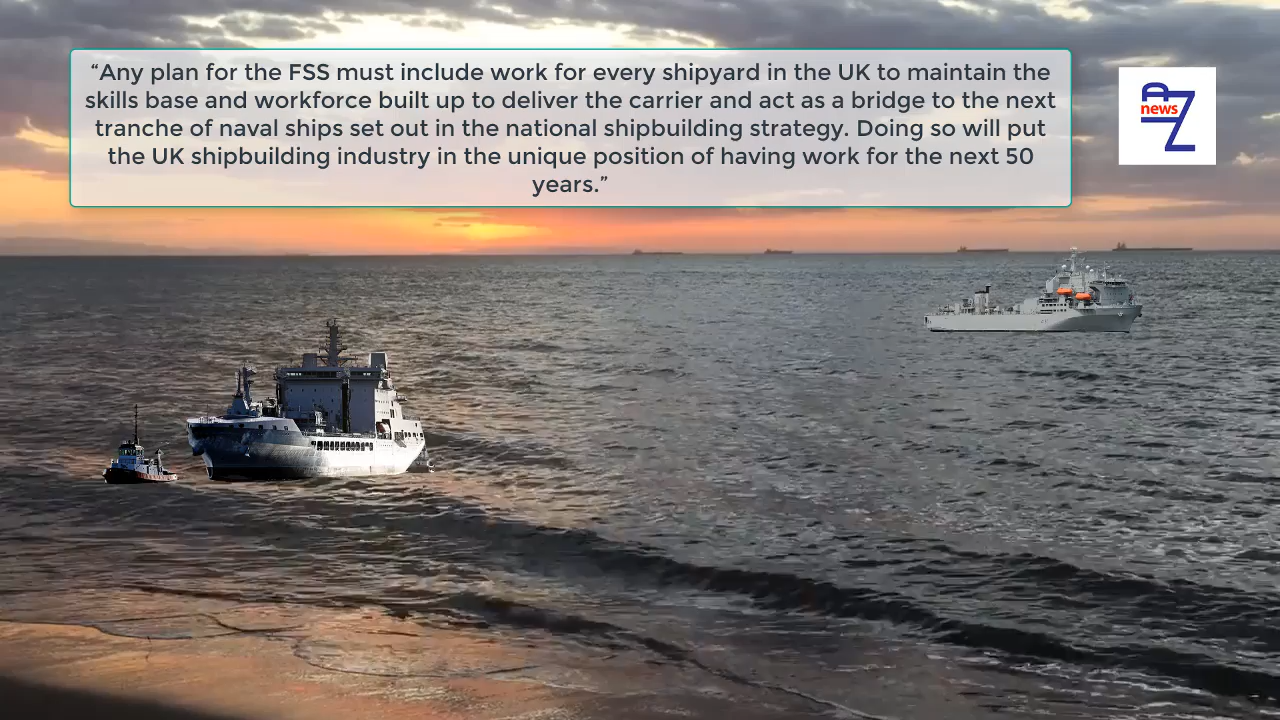 “Any plan for the FSS must include work for every shipyard in the UK to maintain the
skills base and workforce built up to deliver the carrier and act as a bridge to the next
tranche of naval ships set out in the national shipbuilding strategy. Doing so will put
the UK shipbuilding industry in the unique position of having work for the next 50
years.”
A
news
Z